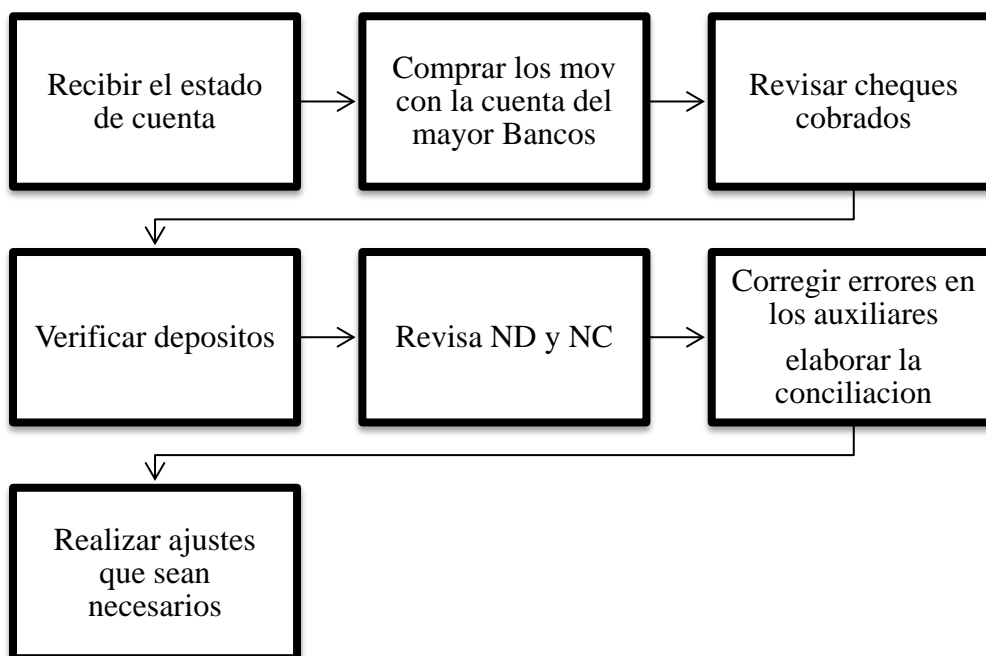 Recibir el estado
de cuenta
Comprar los mov
con la cuenta del
mayor Bancos
Revisar cheques
cobrados
Verificar depositos
Revisa ND y NC
Corregir errores en
los auxiliares
elaborar la
conciliacion
Realizar ajustes
que sean
necesarios